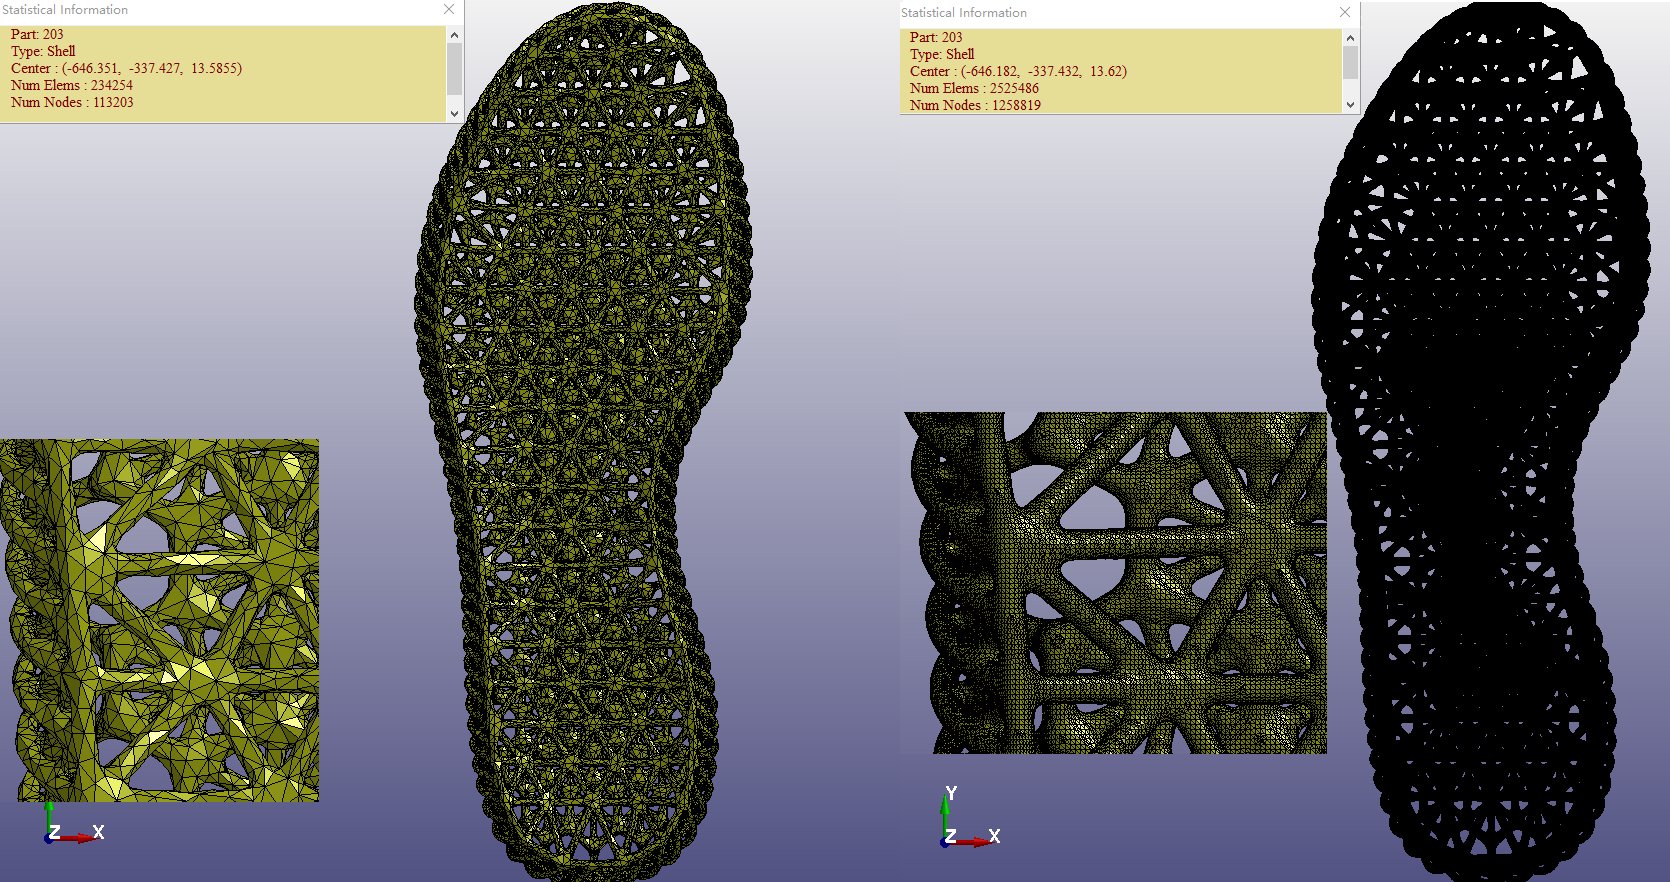 Statistical Information
Part: 203
Type: Shell
Center : (-646.351, -337.427, 13.5855)
Num Elems : 234254
Num Nodes : 113203
Statistical Information
Part: 203
Type: Shell
Center : (-646.182, -337.432, 13.62)
Num Elems : 2525486
Num Nodes : 1258819
Z X
Y
Z X